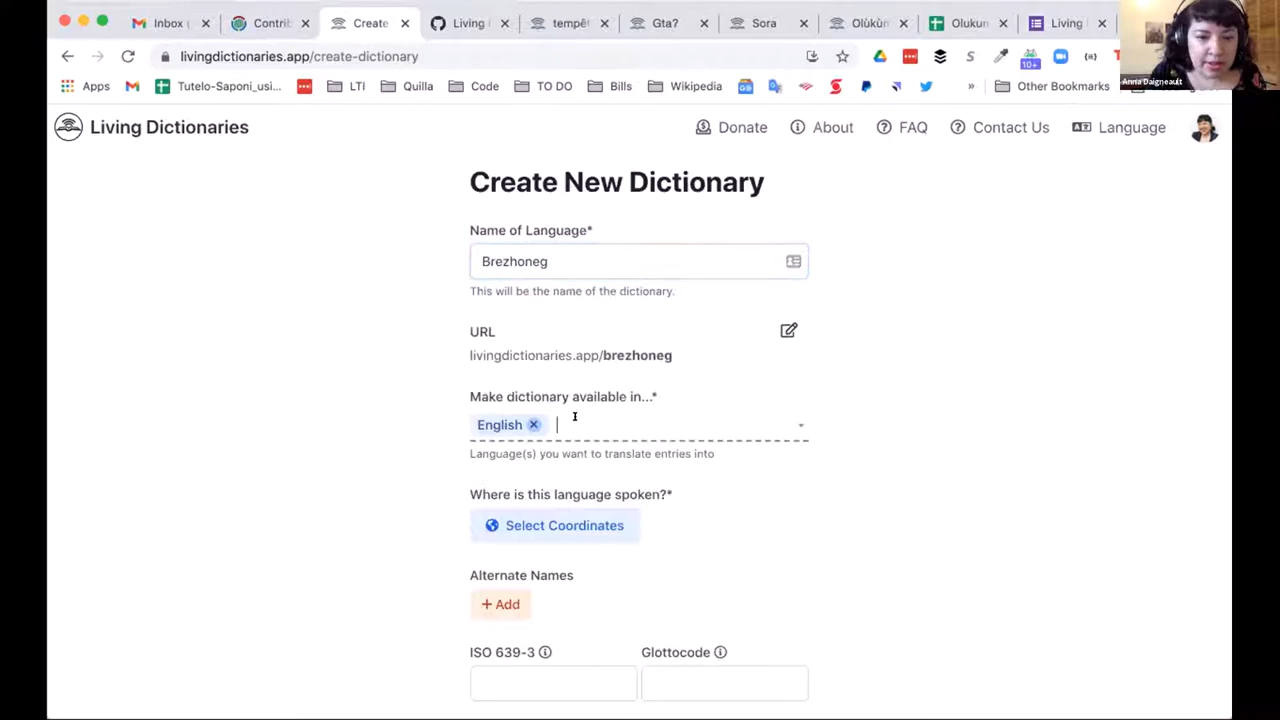 Inbox (
Contrib
Create
Living
tempêt
Gta?
Sora
Olùkùn
Olukun
Living
livingdictionaries.app/create-dictionary
10+
Apps
Tutelo-Saponi_usi...
LTI
Quilla
Code
TO DO
Bills
Wikipedia
»
Other Bookmarks
Anna Daigneault
Living Dictionaries
Donate
About
FAQ
Contact Us
Language
Create New Dictionary
Name of Language*
Brezhoneg
This will be the name of the dictionary.
URL
livingdictionaries.app/brezhoneg
Make dictionary available in...*
English
Language(s) you want to translate entries into
Where is this language spoken?*
Select Coordinates
Alternate Names
+ Add
ISO 639-3
Glottocode